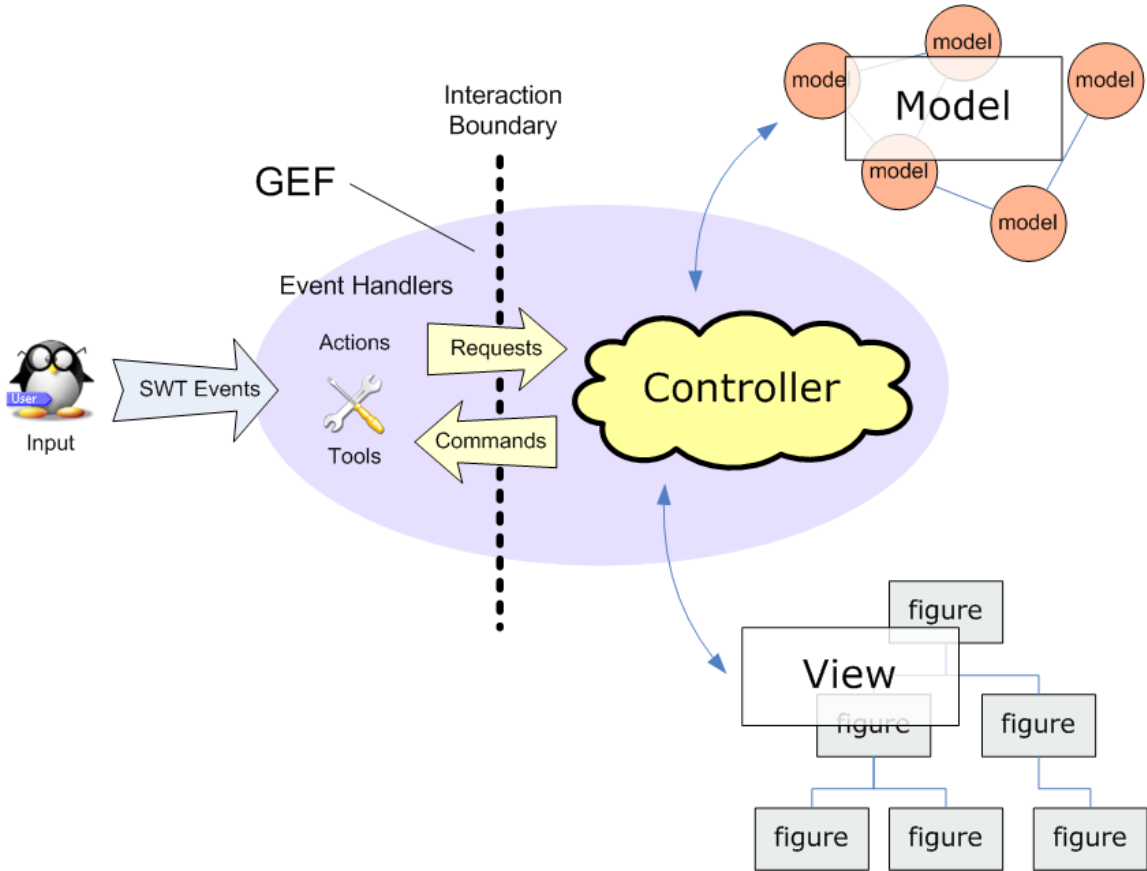 model
model
model
Model
model
model
Interaction
Boundary
GEF
Event Handlers
Actions
Tools
Requests
Commands
Controller
SWT Events
User
Input
figure
View
figure
figure
figure
figure
figure